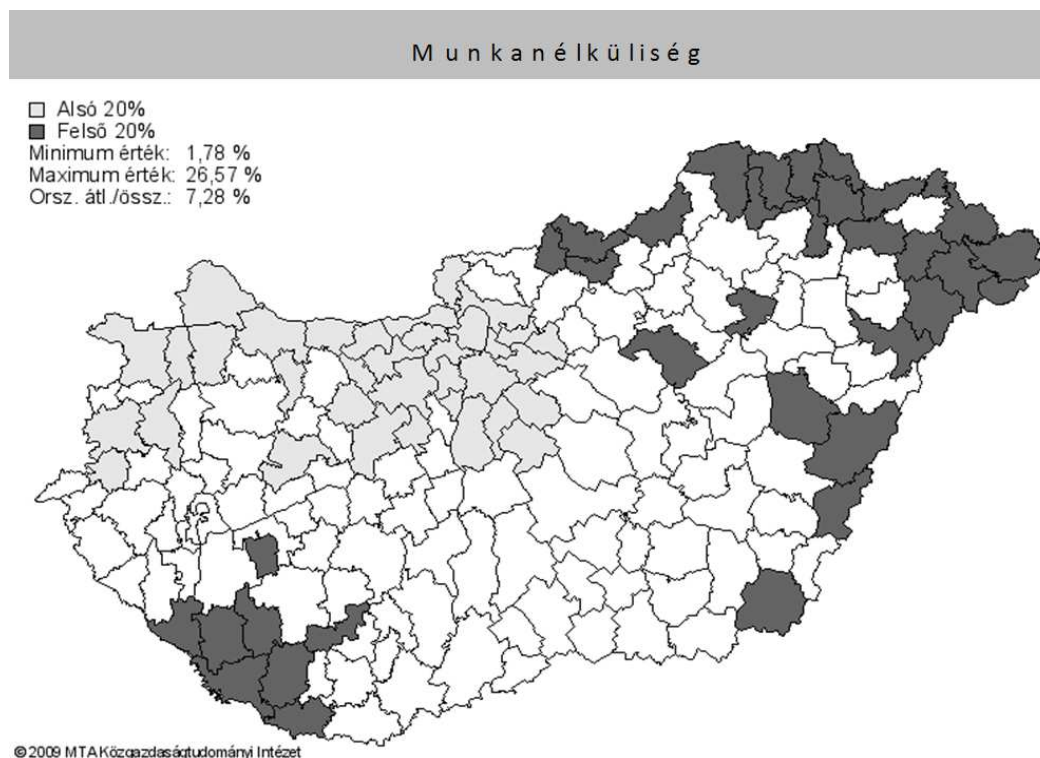 Munkanélküliség
Alsó 20%
Felső 20%
Minimum érték: 1,78 %
Maximum érték: 26,57 %
Orsz. átl./össz.: 7,28 %
©2009 MTA Közgazdaságtudományi Intézet